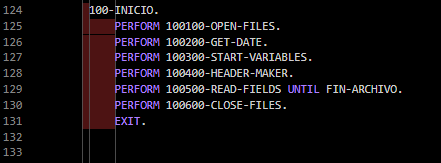 124 100-INICIO.
125 PERFORM 100100-OPEN-FILES.
126 PERFORM 100200-GET-DATE.
127 PERFORM 100300-START-VARIABLES.
128 PERFORM 100400-HEADER-MAKER.
129 PERFORM 100500-READ-FIELDS UNTIL FIN-ARCHIVO.
130 PERFORM 100600-CLOSE-FILES.
131 EXIT.
132
133